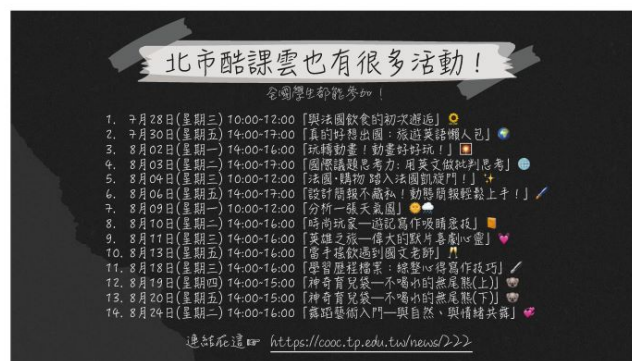 北市酷課雲也有很多活動！
全國學生都能參加！
1. 7月28日(星期三) 10:00-12:00「與法國飲食的初次邂逅」🌻
2. 7月30日(星期五) 14:00-17:00「真的好想出國：旅遊英語懶人包」🌍
3. 8月02日(星期一) 14:00-16:00「玩轉動畫！動畫好好玩！」🎇
4. 8月03日(星期二) 14:00-17:00「國際議題思考力: 用英文做批判思考」🌐
5. 8月04日(星期三) 10:00-12:00「法國·購物 踏入法國凱旋門！」✨
6. 8月06日(星期五) 14:00-17:00「設計簡報不藏私！動態簡報輕鬆上手！」🖌️
7. 8月09日(星期一) 10:00-12:00「分析一張天氣圖」🌞🌧️
8. 8月10日(星期二) 14:00-16:00「時尚玩家—遊記寫作吸睛密技」📙
9. 8月11日(星期三) 14:00-16:00「英雄之旅—偉大的默片喜劇心靈」💓
10. 8月13日(星期五) 14:00-16:00「當手搖飲遇到國文老師」🥂
11. 8月18日(星期三) 14:00-16:00「學習歷程檔案：綜整心得寫作技巧」🖌️
12. 8月19日(星期四) 14:00-15:00「神奇育兒袋—不喝水的無尾熊(上)」🐨
13. 8月20日(星期五) 14:00-15:00「神奇育兒袋—不喝水的無尾熊(下)」🐨
14. 8月24日(星期二) 14:00-16:00「舞蹈藝術入門—與自然、與情緒共舞」💞
連結在這☞ https://cooc.tp.edu.tw/news/222